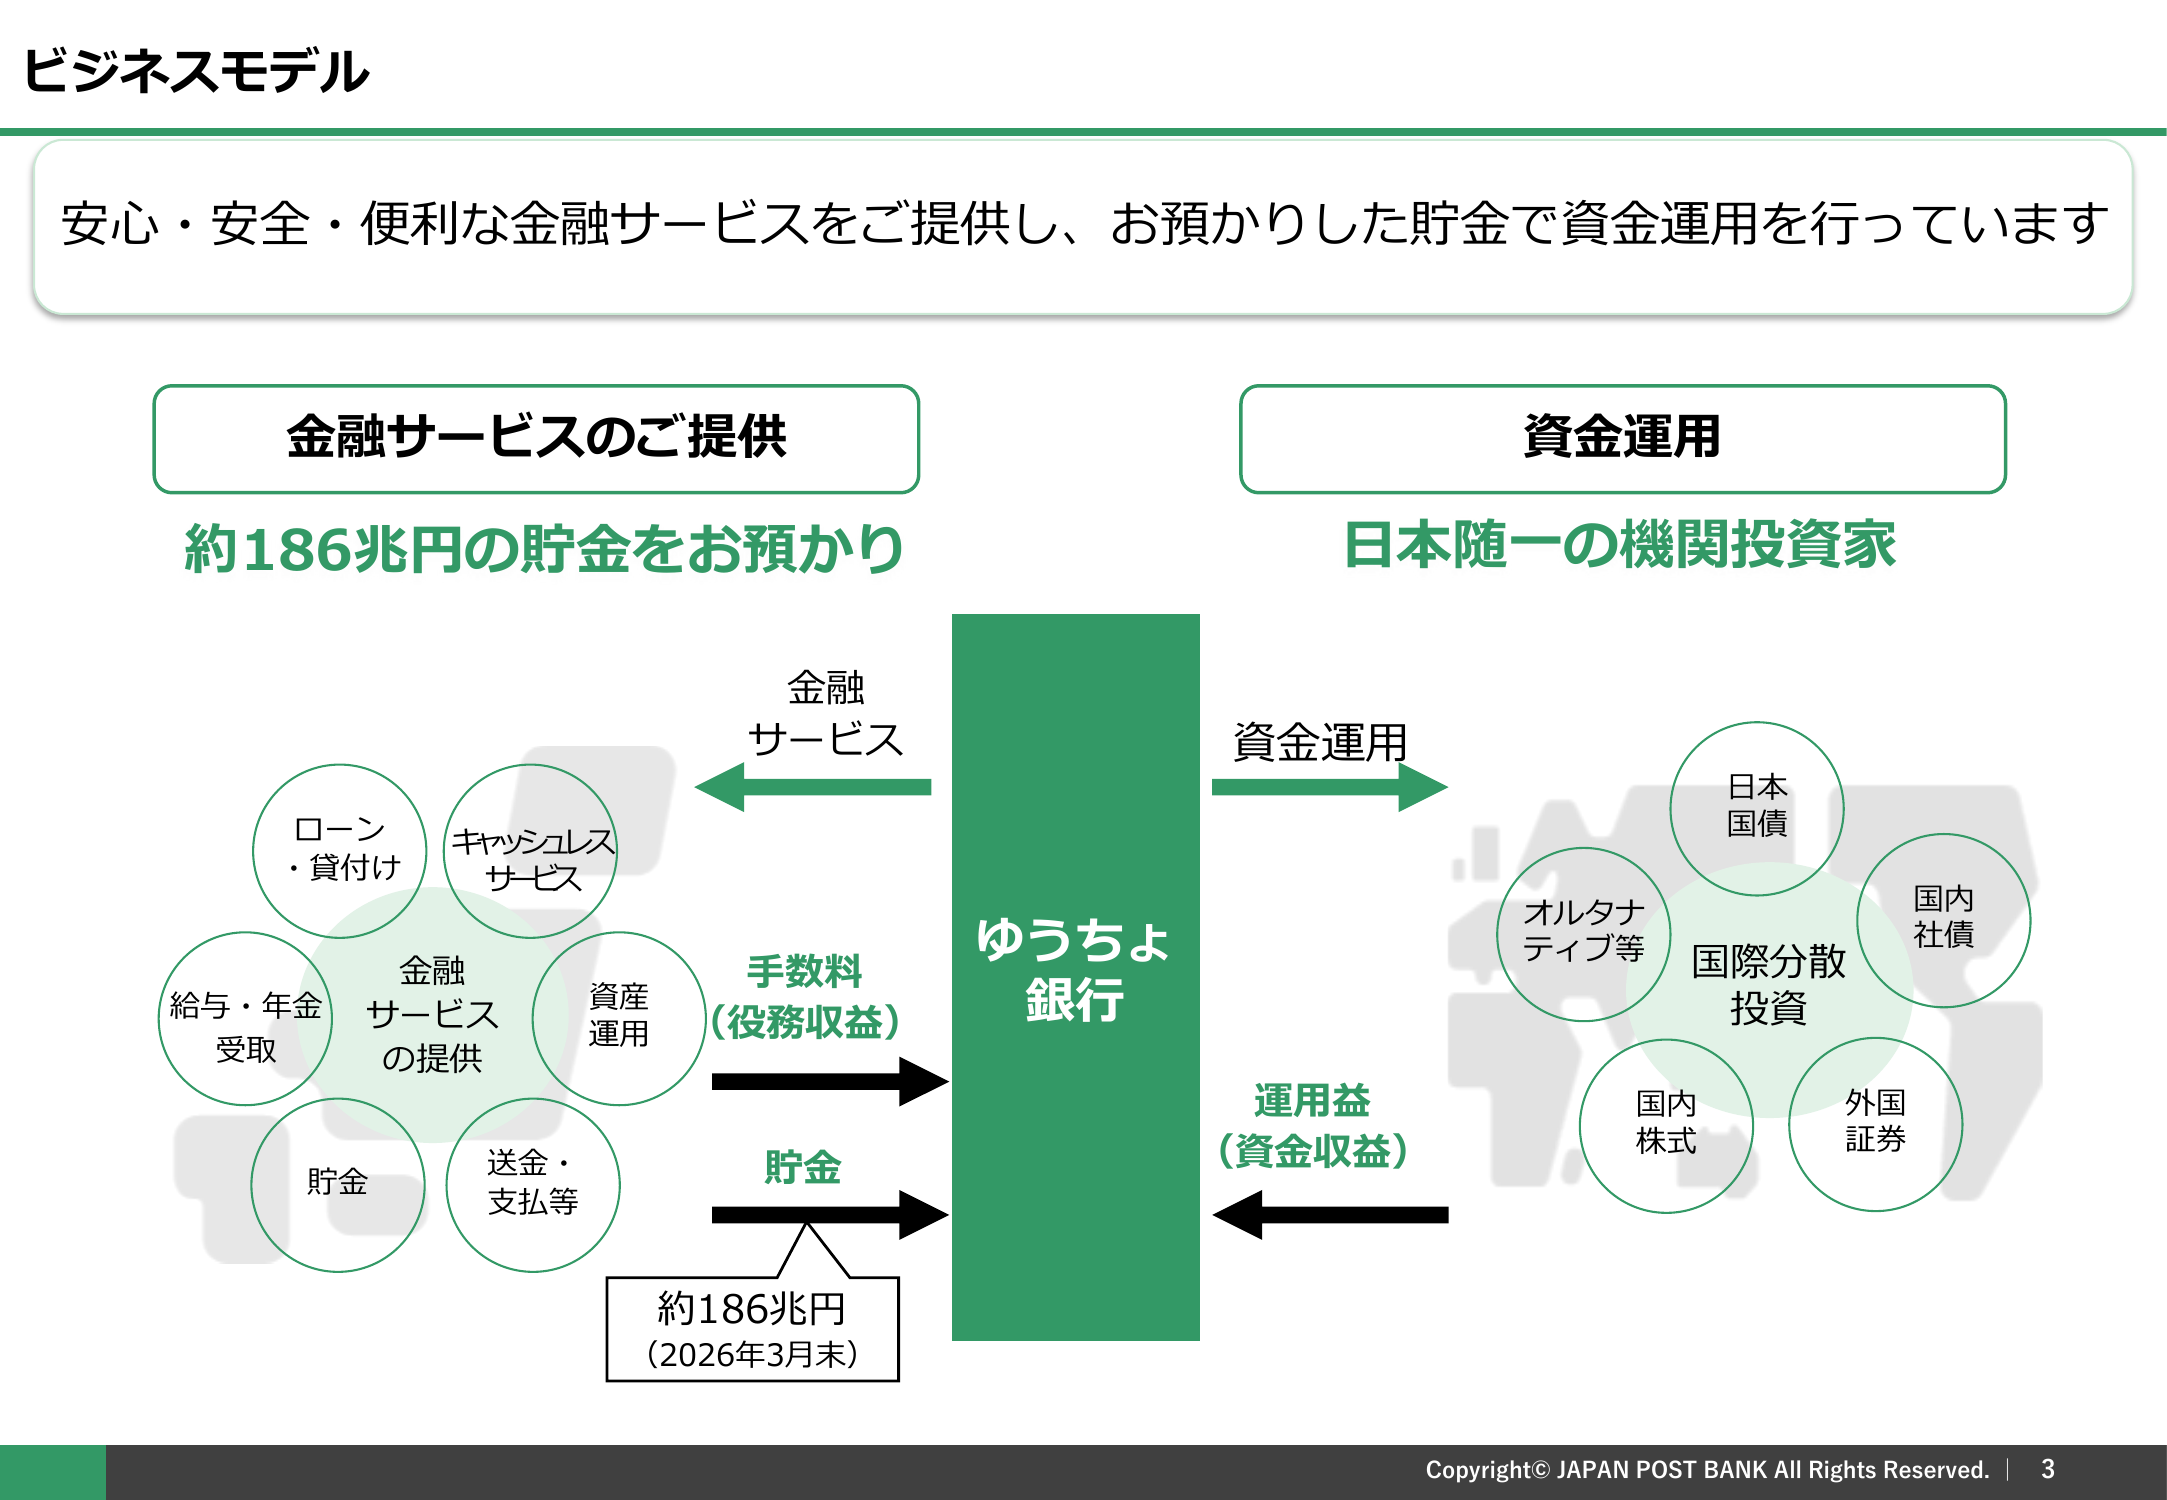 ビジネスモデル
安心・安全・便利な金融サービスをご提供し、お預かりした貯金で資金運用を行っています
金融サービスのご提供
約186兆円の貯金をお預かり
資金運用
日本随一の機関投資家
金融
サービス
ローン
・貸付け
キャッシュレス
サービス
給与・年金
受取
金融
サービス
の提供
資産
運用
貯金
送金・
支払等
手数料
（役務収益）
貯金
約186兆円
（2026年3月末）
ゆうちょ
銀行
資金運用
運用益
（資金収益）
日本
国債
オルタナ
ティブ等
国内
社債
国際分散
投資
国内
株式
外国
証券
Copyright© JAPAN POST BANK All Rights Reserved. | 3